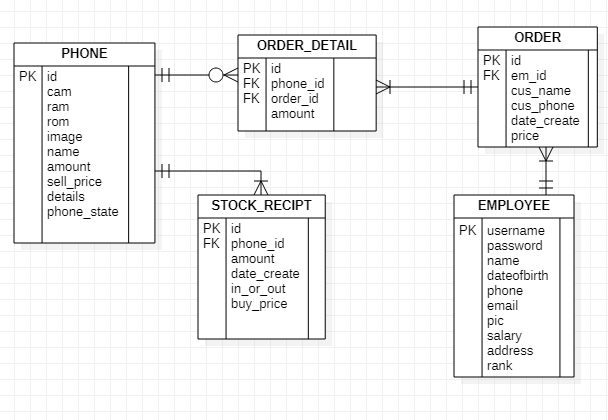 PHONE
PK id
cam
ram
rom
image
name
amount
sell_price
details
phone_state
ORDER_DETAIL
PK id
FK phone_id
FK order_id
amount
ORDER
PK id
FK em_id
cus_name
cus_phone
date_create
price
STOCK_RECIPT
PK id
FK phone_id
amount
date_create
in_or_out
buy_price
EMPLOYEE
PK username
password
name
dateofbirth
phone
email
pic
salary
address
rank